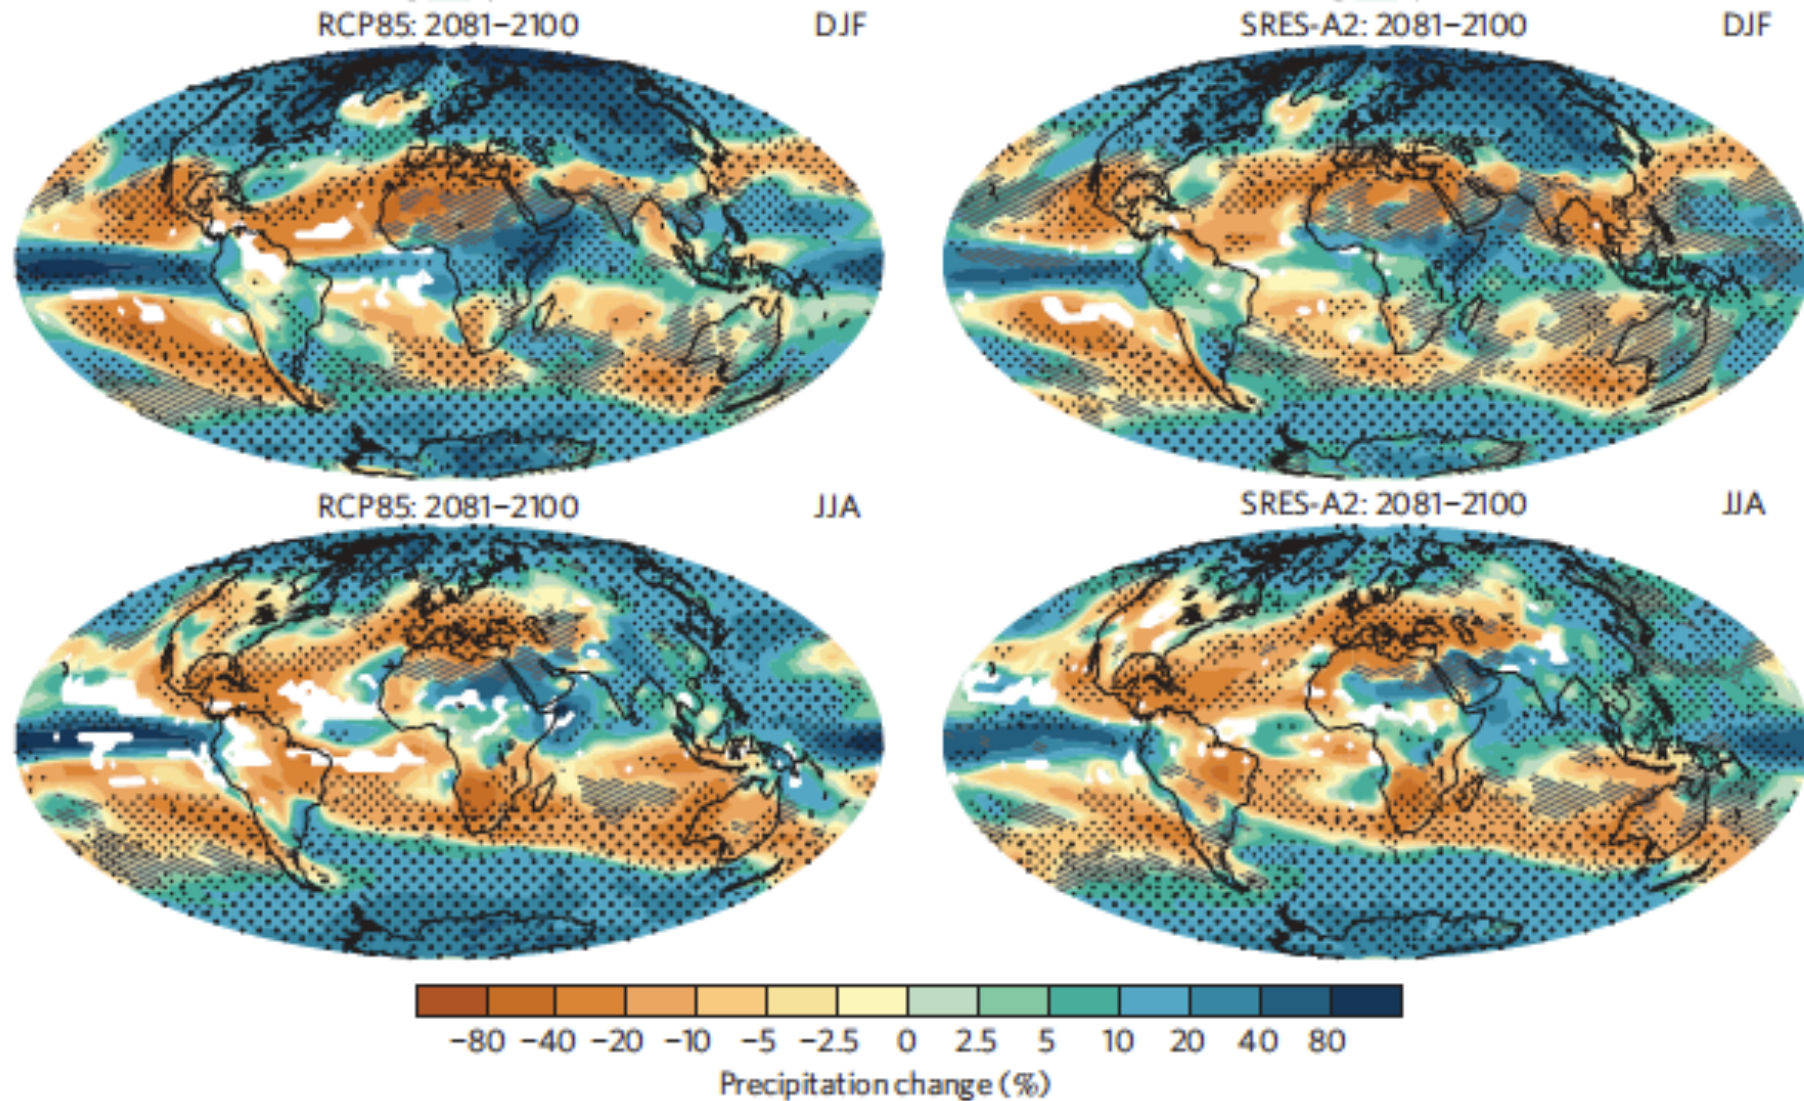 RCP85: 2081–2100 DJF
SRES-A2: 2081–2100 DJF
RCP85: 2081–2100 JJA
SRES-A2: 2081–2100 JJA
−80 −40 −20 −10 −5 −2.5 0 2.5 5 10 20 40 80
Precipitation change (%)